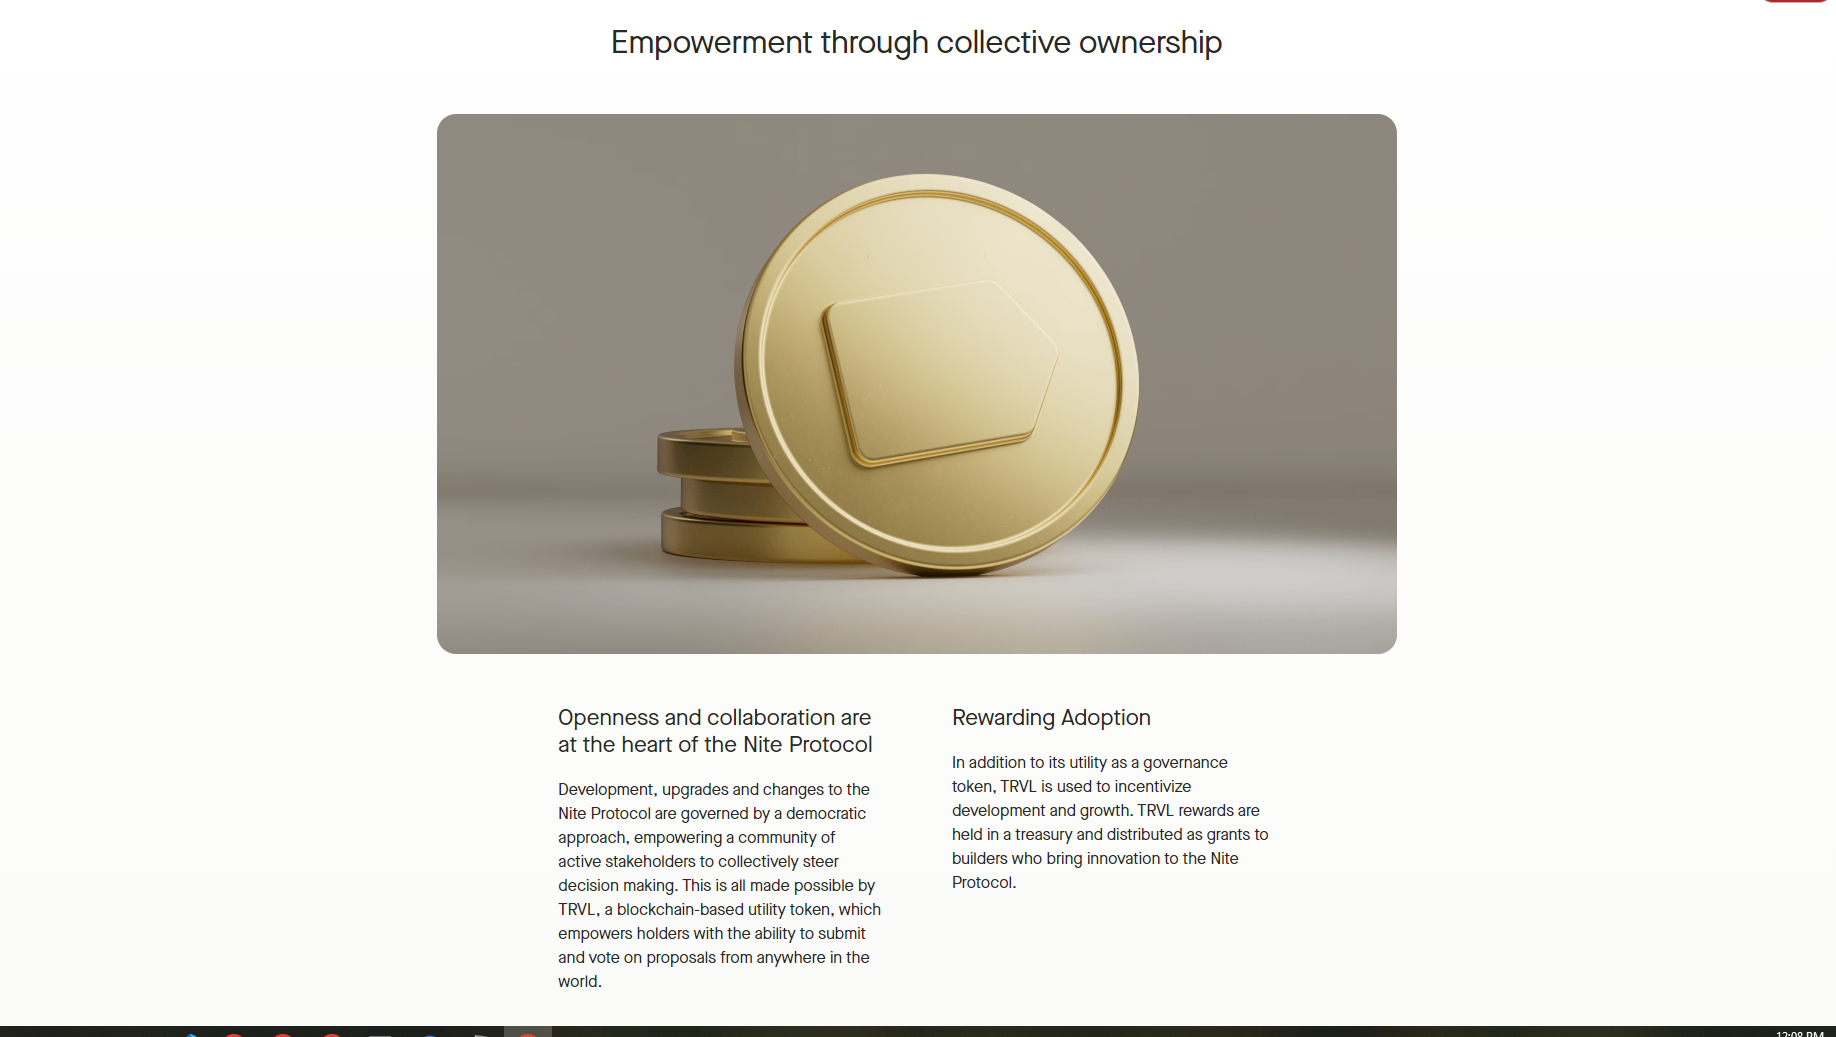 Empowerment through collective ownership
Openness and collaboration are
at the heart of the Nite Protocol
Development, upgrades and changes to the
Nite Protocol are governed by a democratic
approach, empowering a community of
active stakeholders to collectively steer
decision making. This is all made possible by
TRVL, a blockchain-based utility token, which
empowers holders with the ability to submit
and vote on proposals from anywhere in the
world.
Rewarding Adoption
In addition to its utility as a governance
token, TRVL is used to incentivize
development and growth. TRVL rewards are
held in a treasury and distributed as grants to
builders who bring innovation to the Nite
Protocol.
12:08 PM